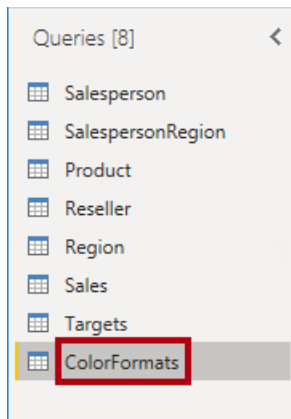 Queries [8]
Salesperson
SalespersonRegion
Product
Reseller
Region
Sales
Targets
ColorFormats